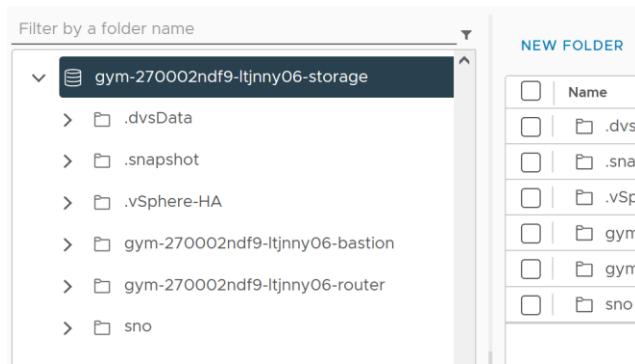 Filter by a folder name
gym-270002ndf9-ltjnny06-storage
.dvsData
.snapshot
.vSphere-HA
gym-270002ndf9-ltjnny06-bastion
gym-270002ndf9-ltjnny06-router
sno
NEW FOLDER
Name
.dvs
.sna
.vSp
gym
gym
sno